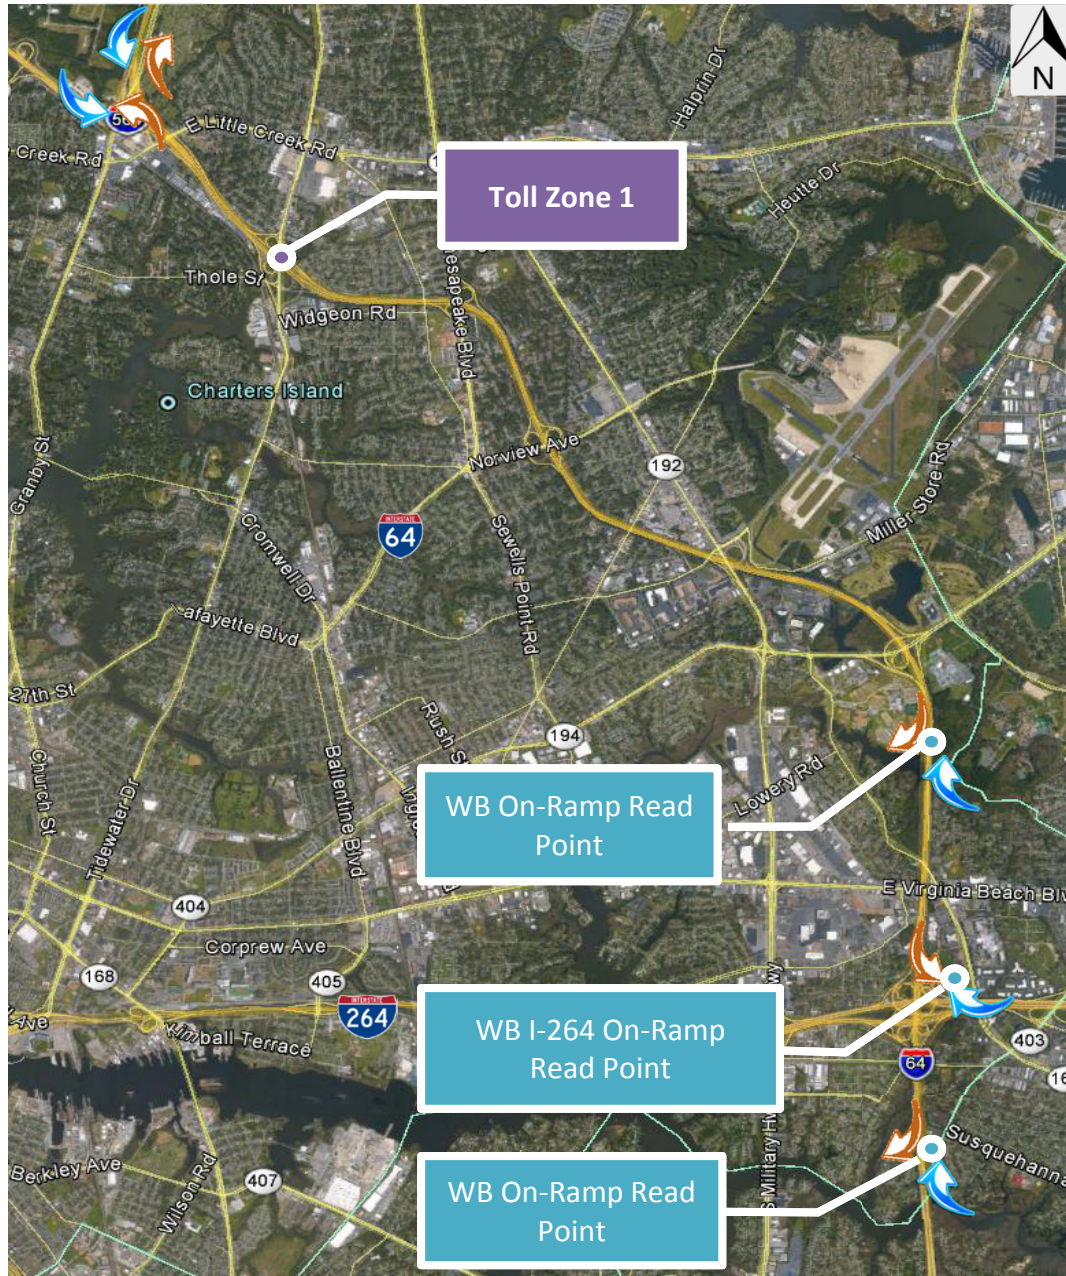 N
E Little Creek Rd
Creek Rd
Halprin Dr
Toll Zone 1
Heutte Dr
Thole St
Widgeon Rd
Charters Island
Norview Ave
192
Granby St
INTERSTATE
64
Miller Store Rd
Cromwell Dr
Sewells Point Rd
Lafayette Blvd
27th St
194
Church St
Tidewater Dr
Ballentine Blvd
WB On-Ramp Read
Point
Lowery Rd
E Virginia Beach Blv
404
Corprew Ave
168
405
INTERSTATE
264
Kimball Terrace
WB I-264 On-Ramp
Read Point
403
64
Susquehanna
Berkley Ave
407
Wilson Rd
S Military Hwy
WB On-Ramp Read
Point